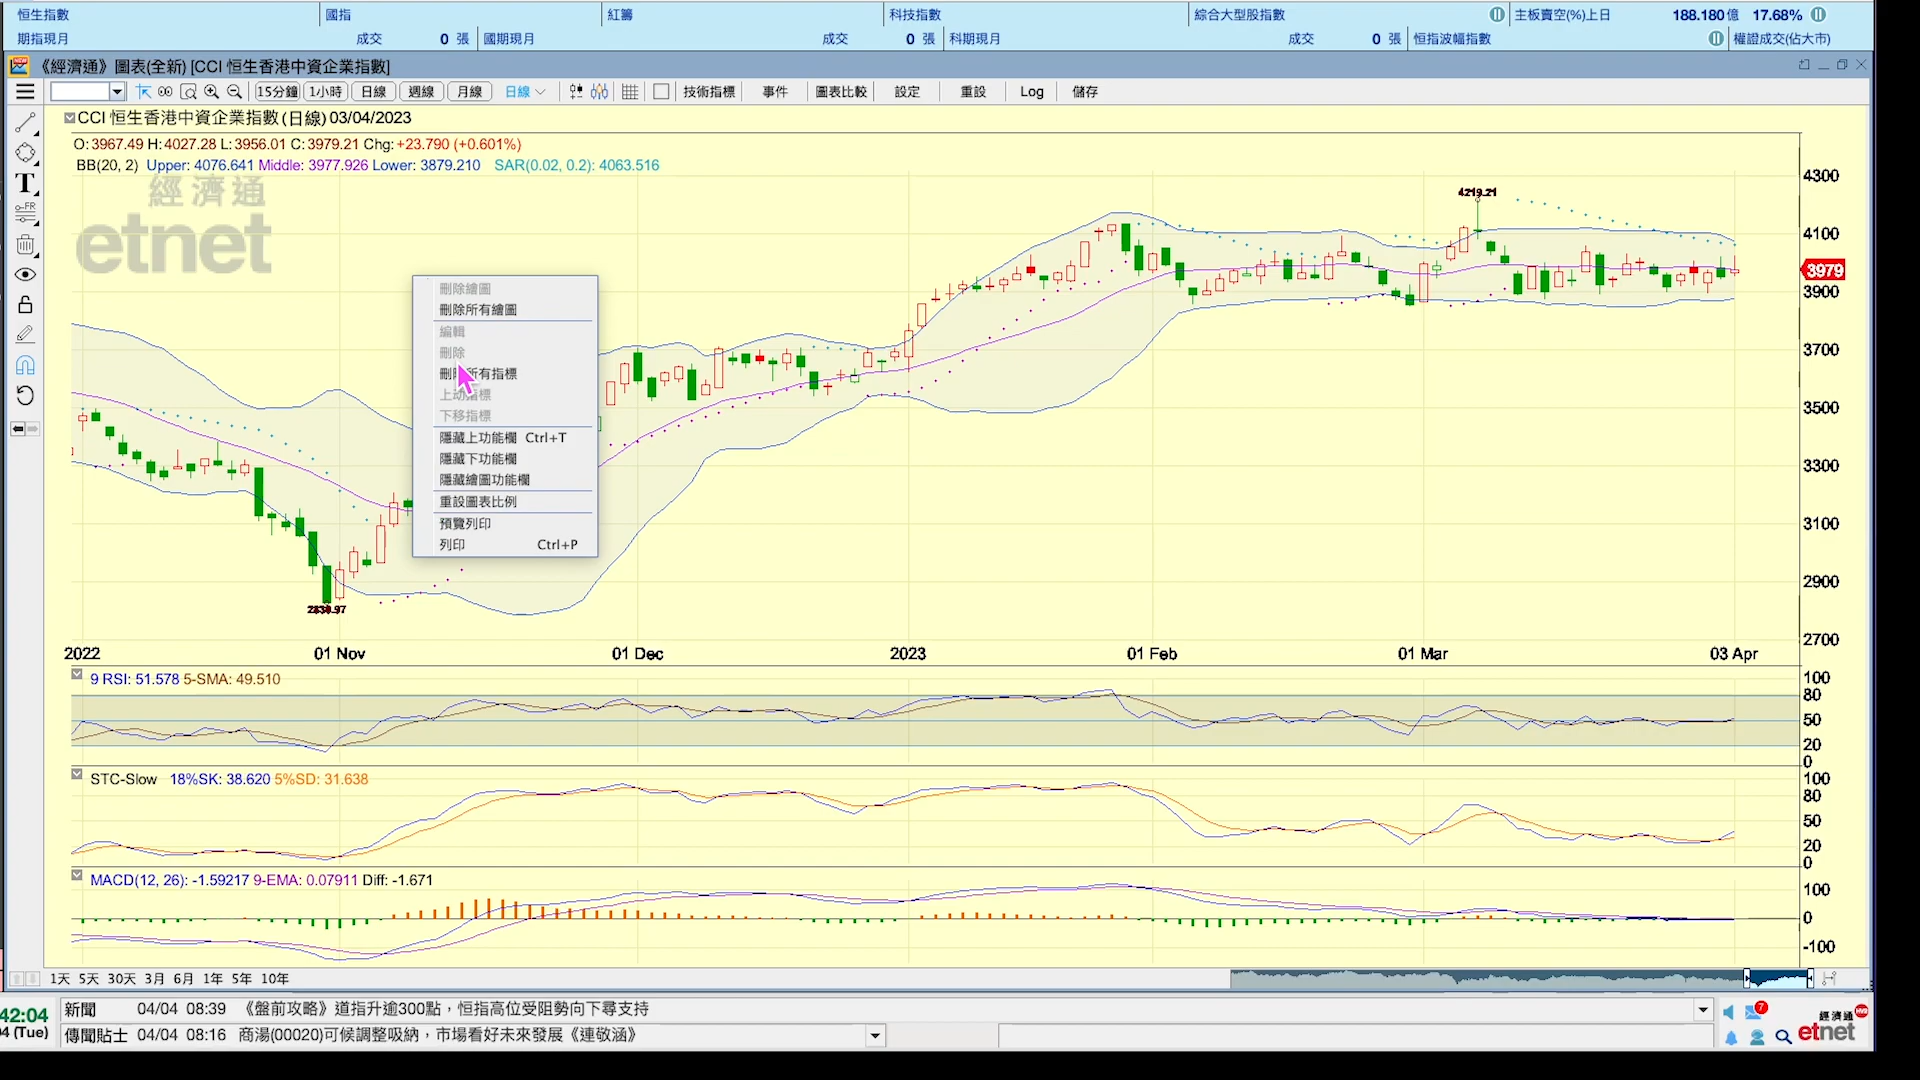 恒生指數 國指 紅籌 科技指數 綜合大型股指數 主板賣空(%)上日 188.180億 17.68%
期指現月 成交 0 張 國期現月 成交 0 張 科期現月 成交 0 張 恒指波幅指數 權證成交(佔大市)
《經濟通》圖表(全新) [CCI 恒生香港中資企業指數]
15分鐘 1小時 日線 週線 月線 日線 技術指標 事件 圖表比較 設定 重設 Log 儲存
CCI 恒生香港中資企業指數(日線) 03/04/2023
O:3967.49 H:4027.28 L:3956.01 C:3979.21 Chg:+23.790 (+0.601%)
BB(20, 2) Upper: 4076.641 Middle: 3977.926 Lower: 3879.210 SAR(0.02, 0.2): 4063.516
經濟通
etnet
T
FR
4219.21
4300
4100
3979
3900
3700
3500
3300
3100
2900
2700
刪除繪圖
刪除所有繪圖
編輯
刪除
刪除所有指標
上移指標
下移指標
隱藏上功能欄 Ctrl+T
隱藏下功能欄
隱藏繪圖功能欄
重設圖表比例
預覽列印
列印 Ctrl+P
2022 01 Nov 01 Dec 2023 01 Feb 01 Mar 03 Apr
9 RSI: 51.578 5-SMA: 49.510
100
80
50
20
0
STC-Slow 18%SK: 38.620 5%SD: 31.638
100
80
50
20
0
MACD(12, 26): -1.59217 9-EMA: 0.07911 Diff: -1.671
100
0
-100
1天 5天 30天 3月 6月 1年 5年 10年
42:04 新聞 04/04 08:39 《盤前攻略》道指升逾300點，恒指高位受阻勢向下尋支持 7
04 (Tue) 傳聞貼士 04/04 08:16 商湯(00020)可候調整吸納，市場看好未來發展《連敬涵》
經濟通
etnet